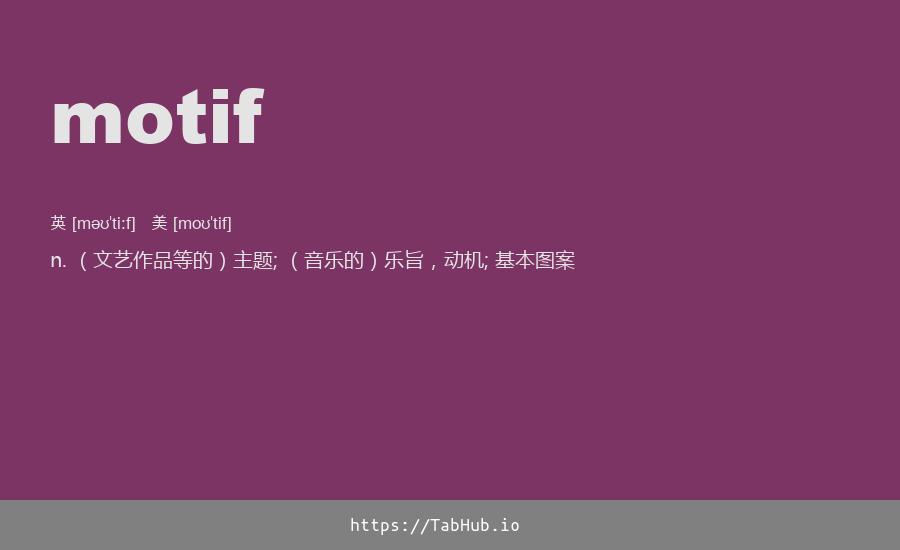 motif
英 [məʊ'tiːf] 美 [moʊ'tif]
n. （文艺作品等的）主题; （音乐的）乐旨，动机; 基本图案
https://TabHub.io